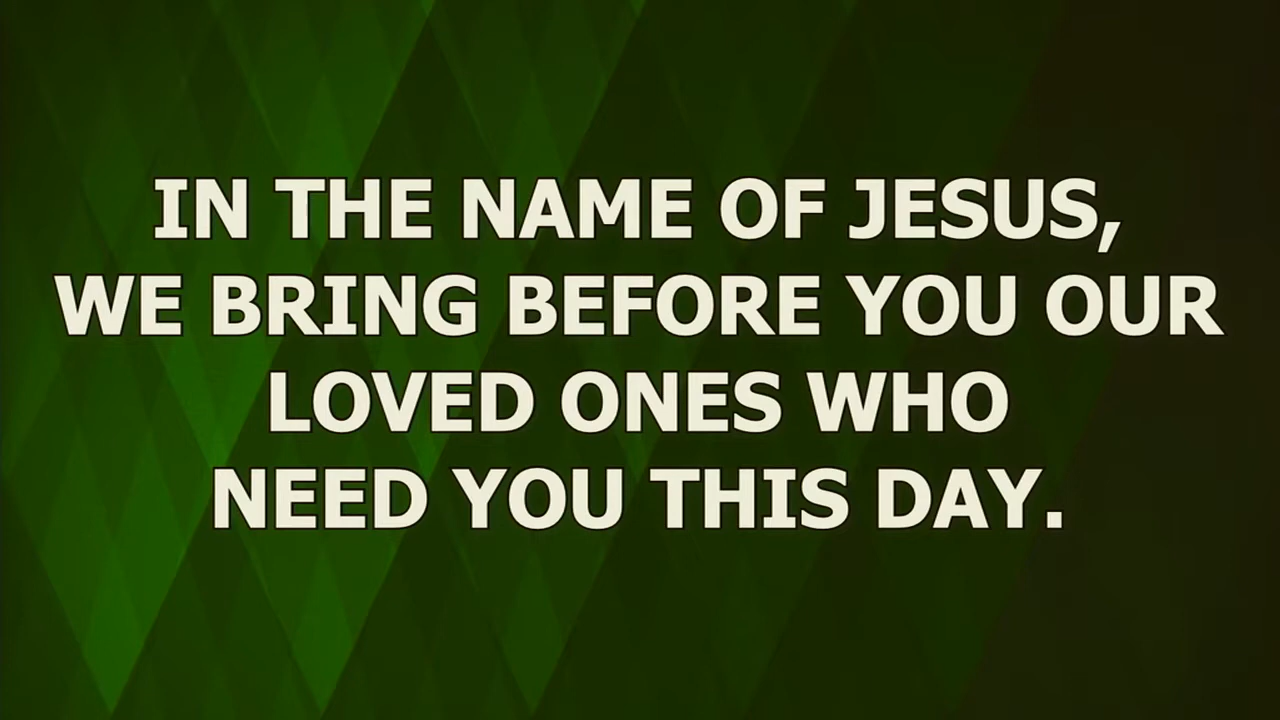 IN THE NAME OF JESUS,
WE BRING BEFORE YOU OUR
LOVED ONES WHO
NEED YOU THIS DAY.